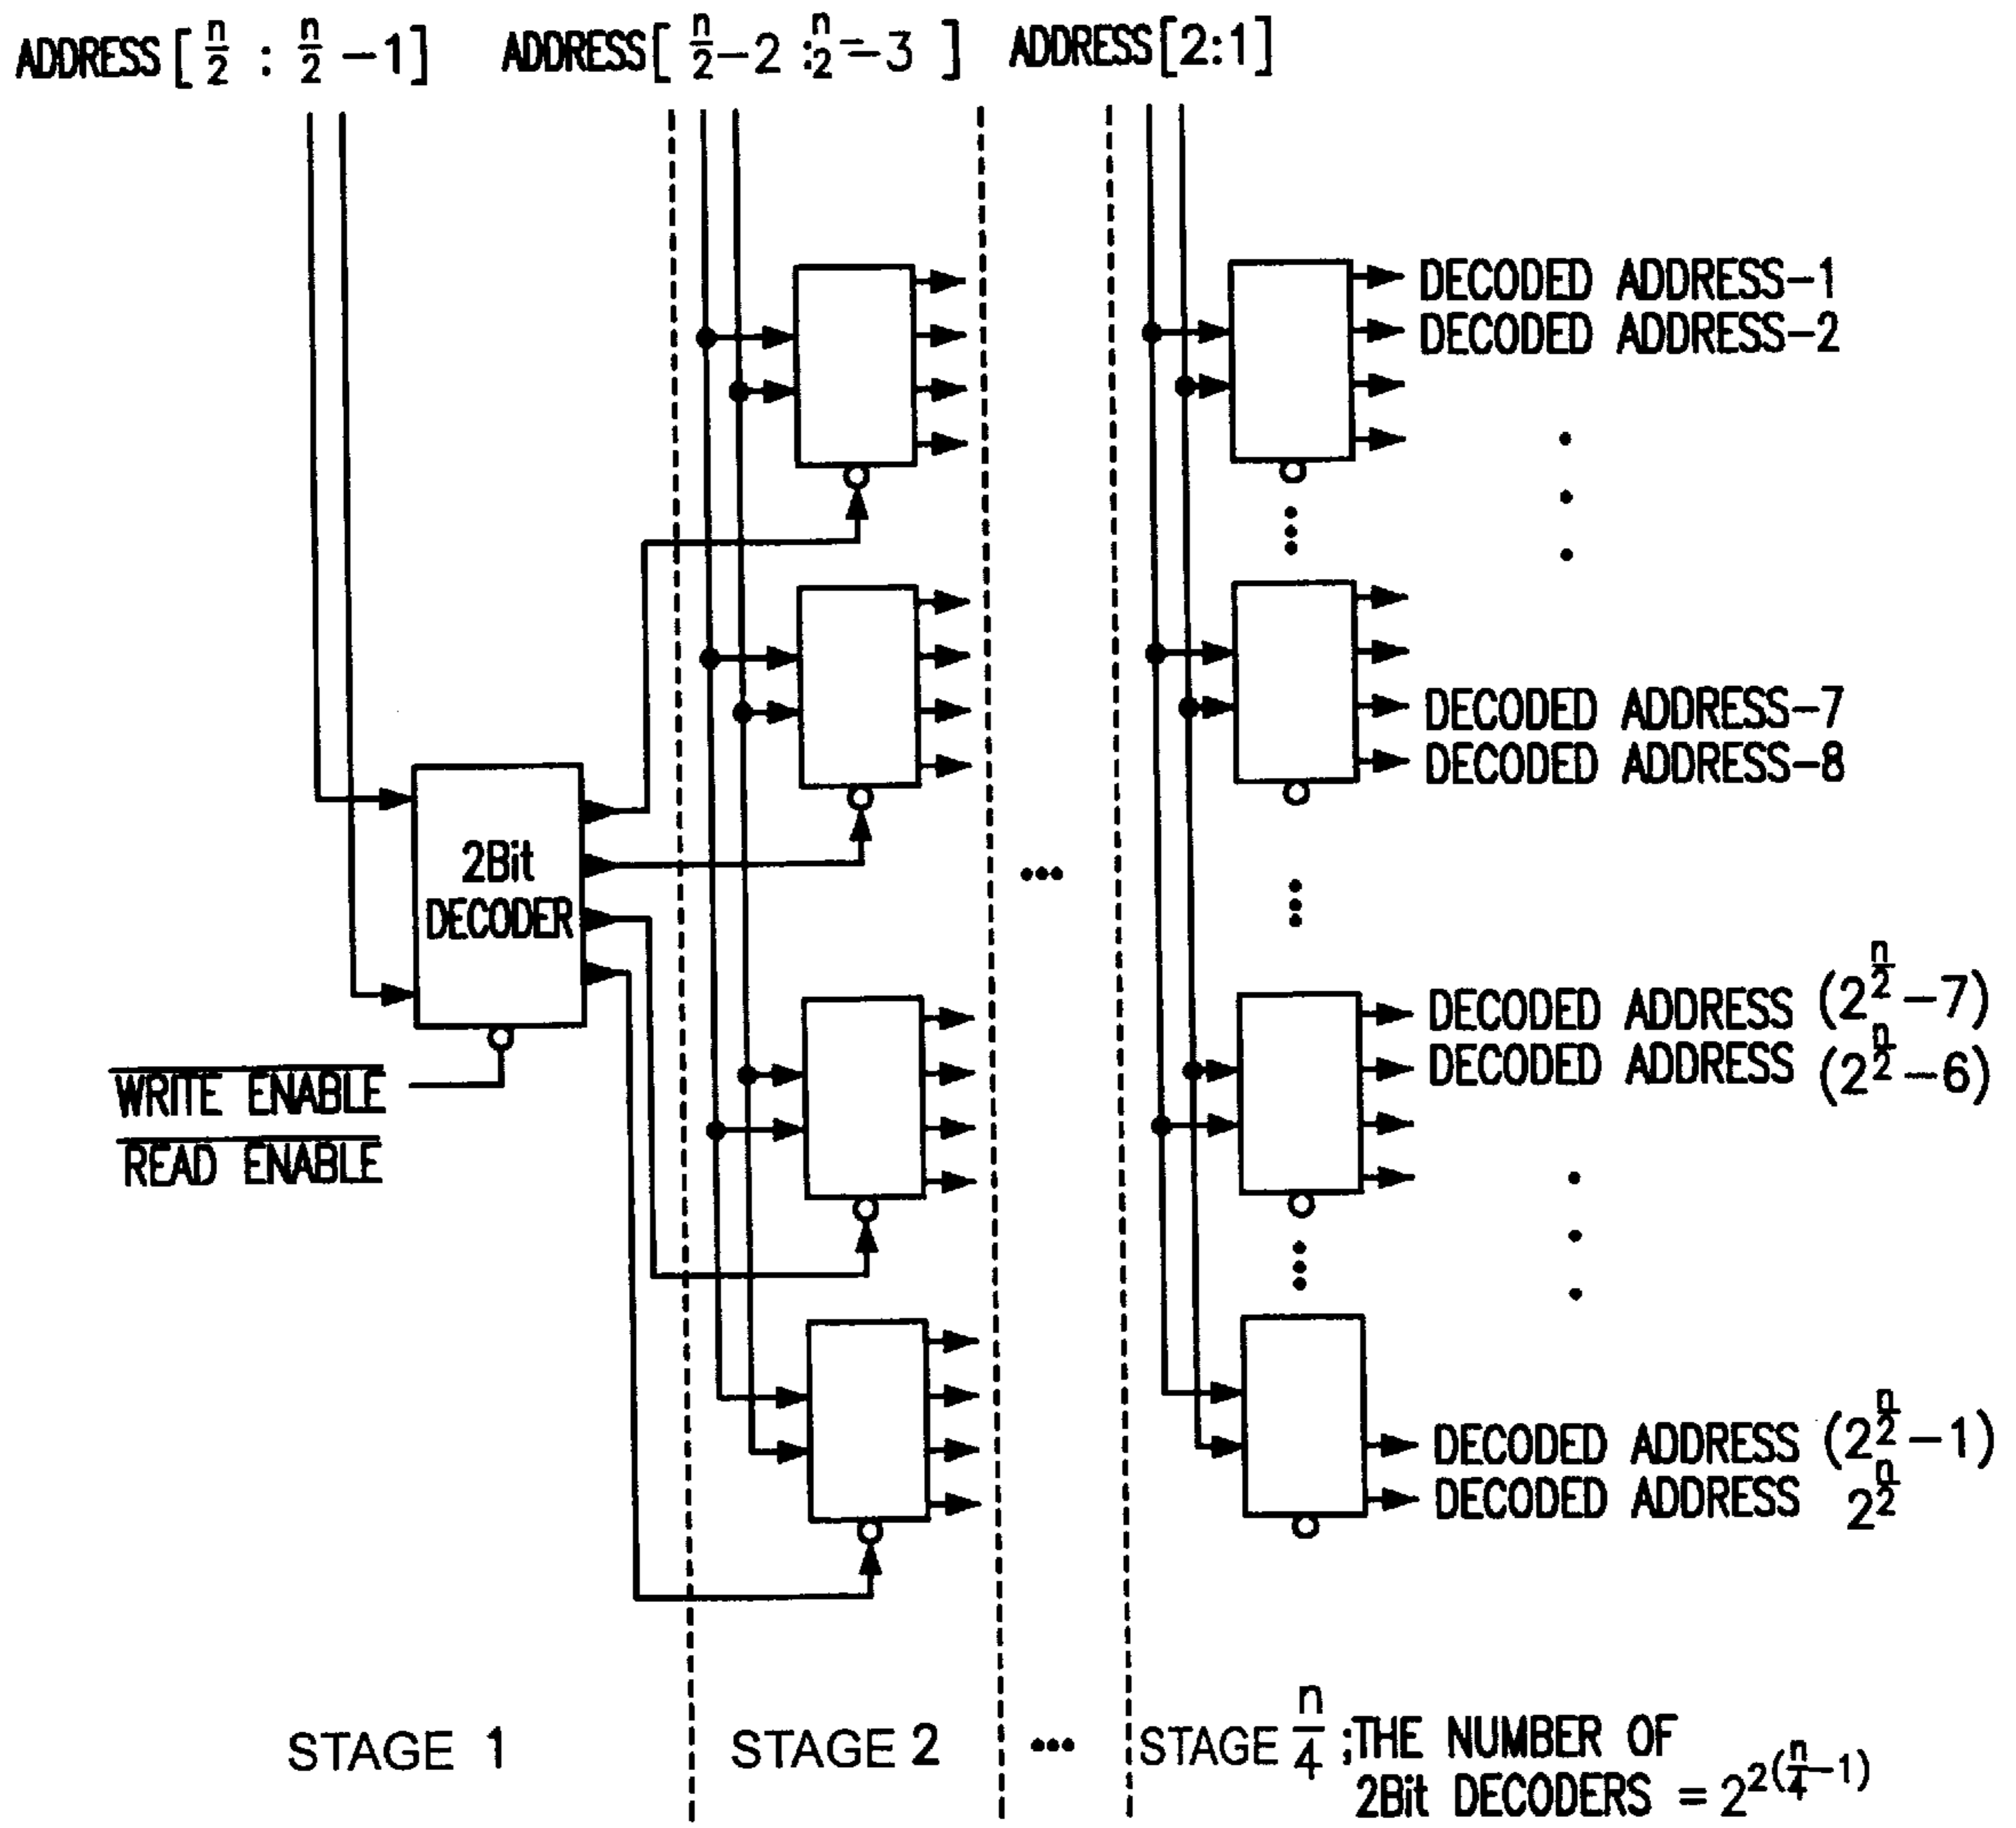 ADDRESS[n/2 : n/2 −1]
ADDRESS[n/2−2 : n/2−3]
ADDRESS[2:1]
DECODED ADDRESS−1
DECODED ADDRESS−2
DECODED ADDRESS−7
DECODED ADDRESS−8
2Bit
DECODER
WRITE ENABLE
READ ENABLE
DECODED ADDRESS (2^(n/2)−7)
DECODED ADDRESS (2^(n/2)−6)
DECODED ADDRESS (2^(n/2)−1)
DECODED ADDRESS 2^(n/2)
STAGE 1
STAGE 2
•••
STAGE n/4 ; THE NUMBER OF
2Bit DECODERS = 2^(2(n/4−1))